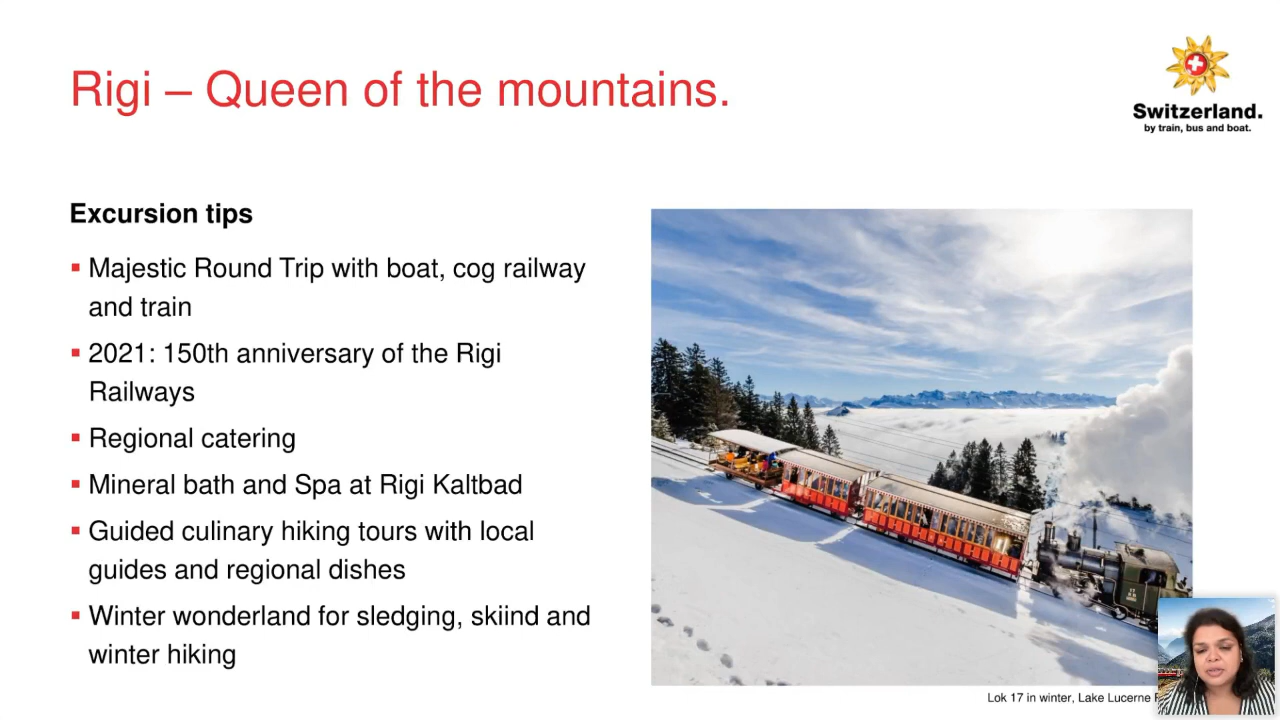 Rigi – Queen of the mountains.
Switzerland.
by train, bus and boat.
Excursion tips
Majestic Round Trip with boat, cog railway
and train
2021: 150th anniversary of the Rigi
Railways
Regional catering
Mineral bath and Spa at Rigi Kaltbad
Guided culinary hiking tours with local
guides and regional dishes
Winter wonderland for sledging, skiind and
winter hiking
Lok 17 in winter, Lake Lucerne